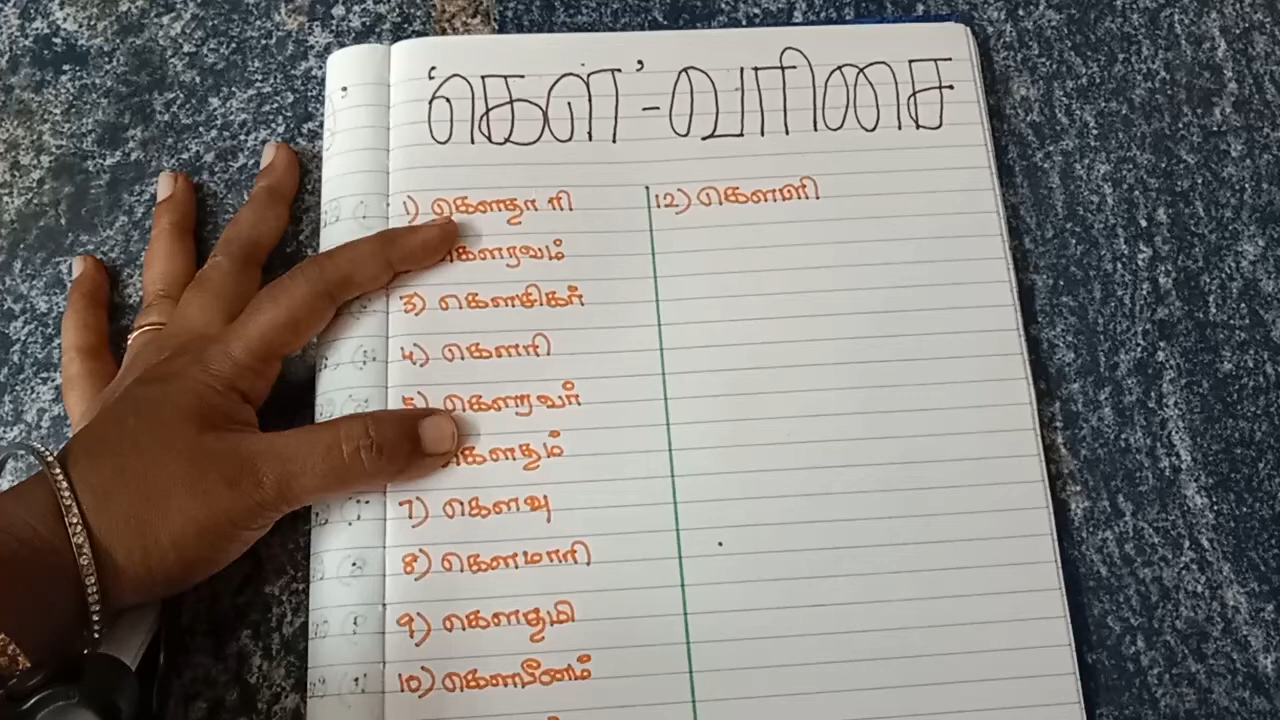 'கௌ' - வரிசை
1) கௌதாரி
கௌரவம்
3) கௌசிகர்
4) கௌரி
5) கௌரவர்
கௌதம்
7) கௌவு
8) கௌமாரி
9) கௌதமி
10) கௌபீனம்
12) கௌளி